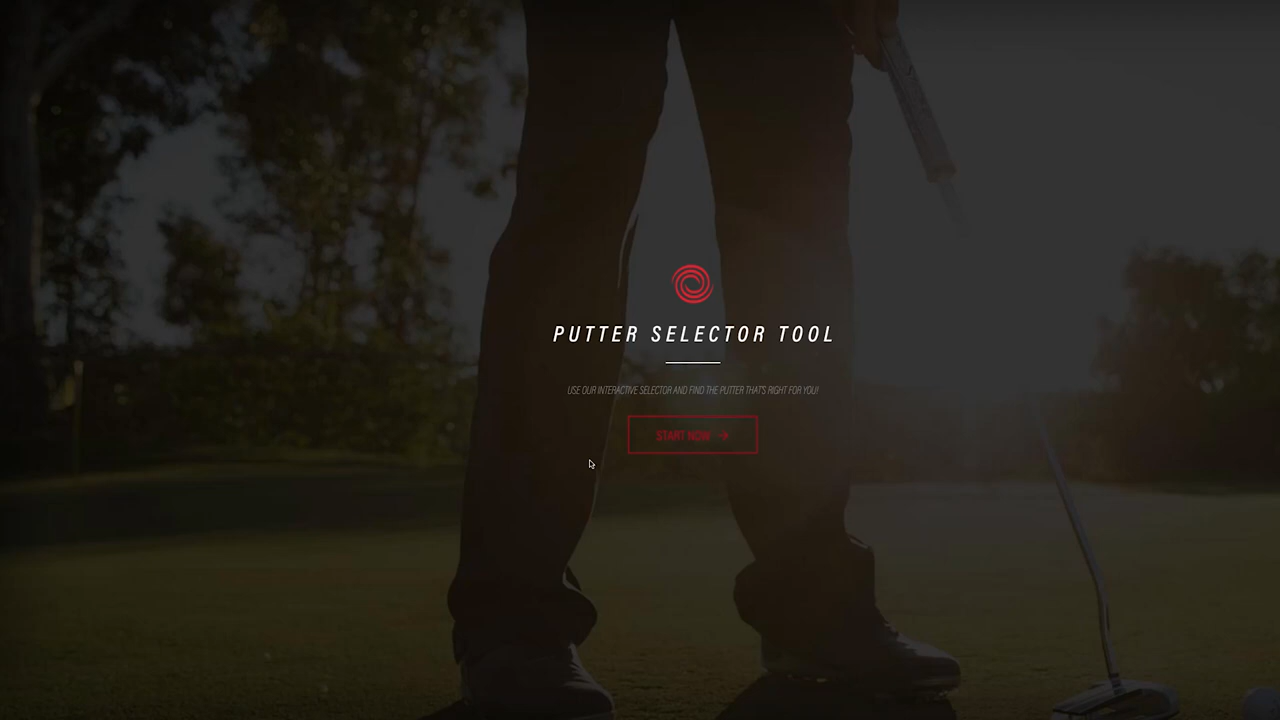 PUTTER SELECTOR TOOL
USE OUR INTERACTIVE SELECTOR AND FIND THE PUTTER THAT'S RIGHT FOR YOU!
START NOW